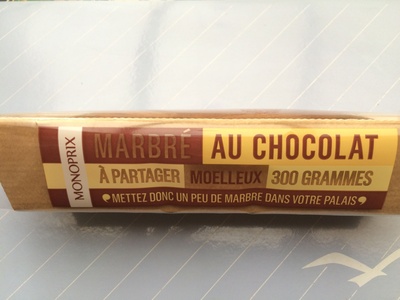 MONOPRIX
MARBRÉ AU CHOCOLAT
À PARTAGER MOELLEUX 300 GRAMMES
METTEZ DONC UN PEU DE MARBRE DANS VOTRE PALAIS